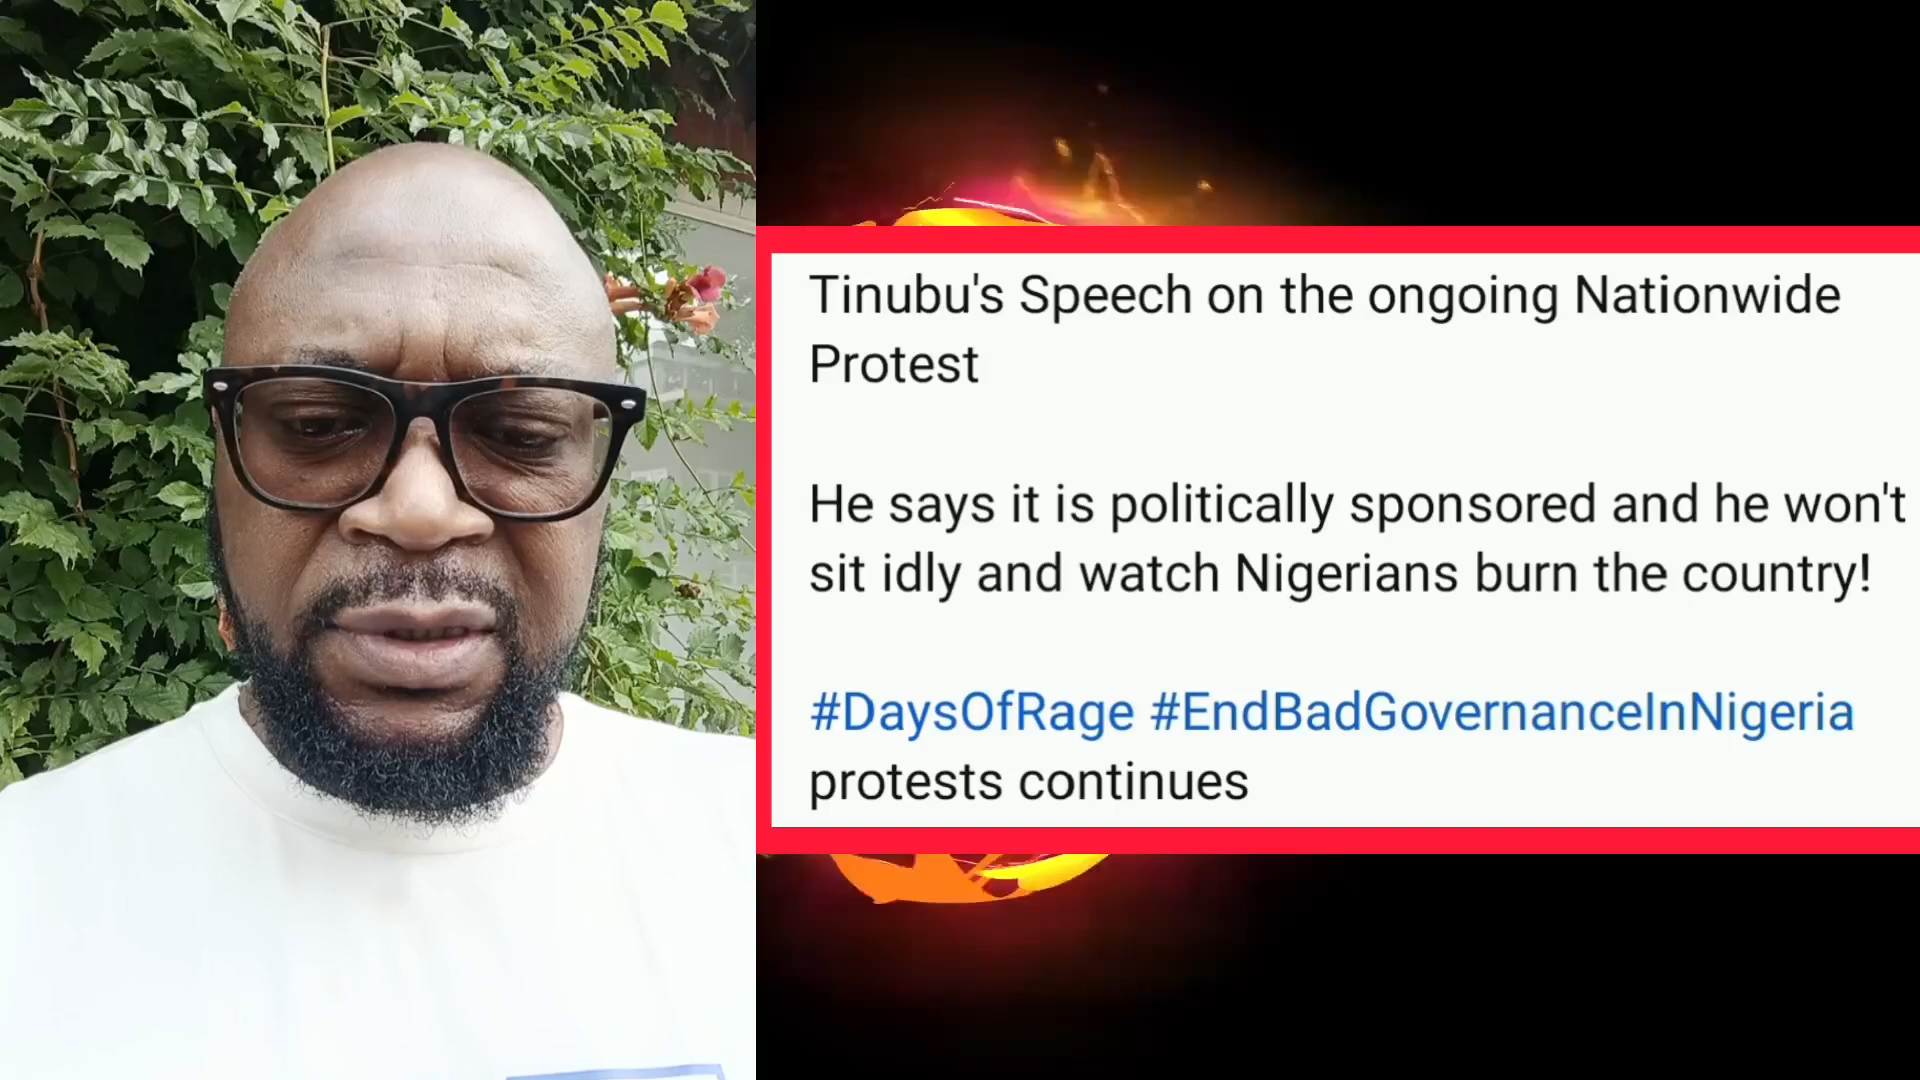 Tinubu's Speech on the ongoing Nationwide
Protest
He says it is politically sponsored and he won't
sit idly and watch Nigerians burn the country!
#DaysOfRage #EndBadGovernanceInNigeria
protests continues